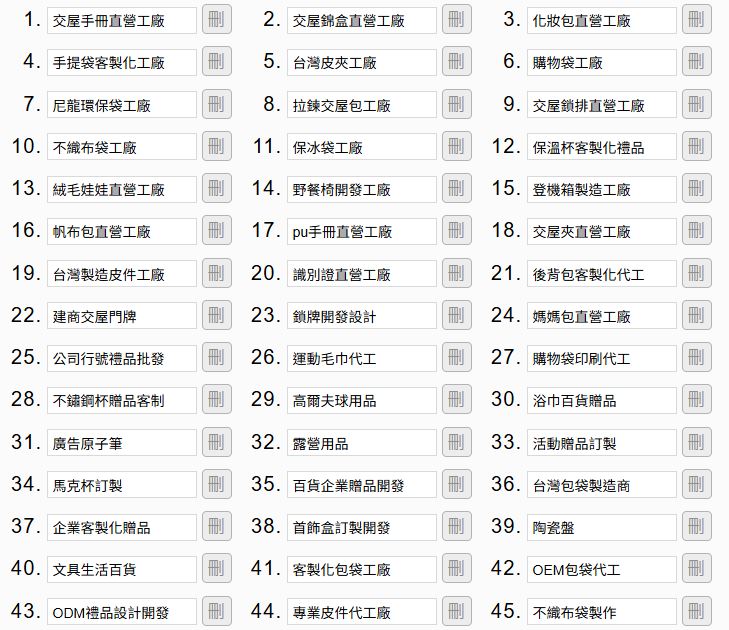 1. 交屋手冊直營工廠 刪 2. 交屋錦盒直營工廠 刪 3. 化妝包直營工廠 刪
4. 手提袋客製化工廠 刪 5. 台灣皮夾工廠 刪 6. 購物袋工廠 刪
7. 尼龍環保袋工廠 刪 8. 拉鍊交屋包工廠 刪 9. 交屋鎖排直營工廠 刪
10. 不織布袋工廠 刪 11. 保冰袋工廠 刪 12. 保溫杯客製化禮品 刪
13. 絨毛娃娃直營工廠 刪 14. 野餐椅開發工廠 刪 15. 登機箱製造工廠 刪
16. 帆布包直營工廠 刪 17. pu手冊直營工廠 刪 18. 交屋夾直營工廠 刪
19. 台灣製造皮件工廠 刪 20. 識別證直營工廠 刪 21. 後背包客製化代工 刪
22. 建商交屋門牌 刪 23. 鎖牌開發設計 刪 24. 媽媽包直營工廠 刪
25. 公司行號禮品批發 刪 26. 運動毛巾代工 刪 27. 購物袋印刷代工 刪
28. 不鏽鋼杯贈品客制 刪 29. 高爾夫球用品 刪 30. 浴巾百貨贈品 刪
31. 廣告原子筆 刪 32. 露營用品 刪 33. 活動贈品訂製 刪
34. 馬克杯訂製 刪 35. 百貨企業贈品開發 刪 36. 台灣包袋製造商 刪
37. 企業客製化贈品 刪 38. 首飾盒訂製開發 刪 39. 陶瓷盤 刪
40. 文具生活百貨 刪 41. 客製化包袋工廠 刪 42. OEM包袋代工 刪
43. ODM禮品設計開發 刪 44. 專業皮件代工廠 刪 45. 不織布袋製作 刪